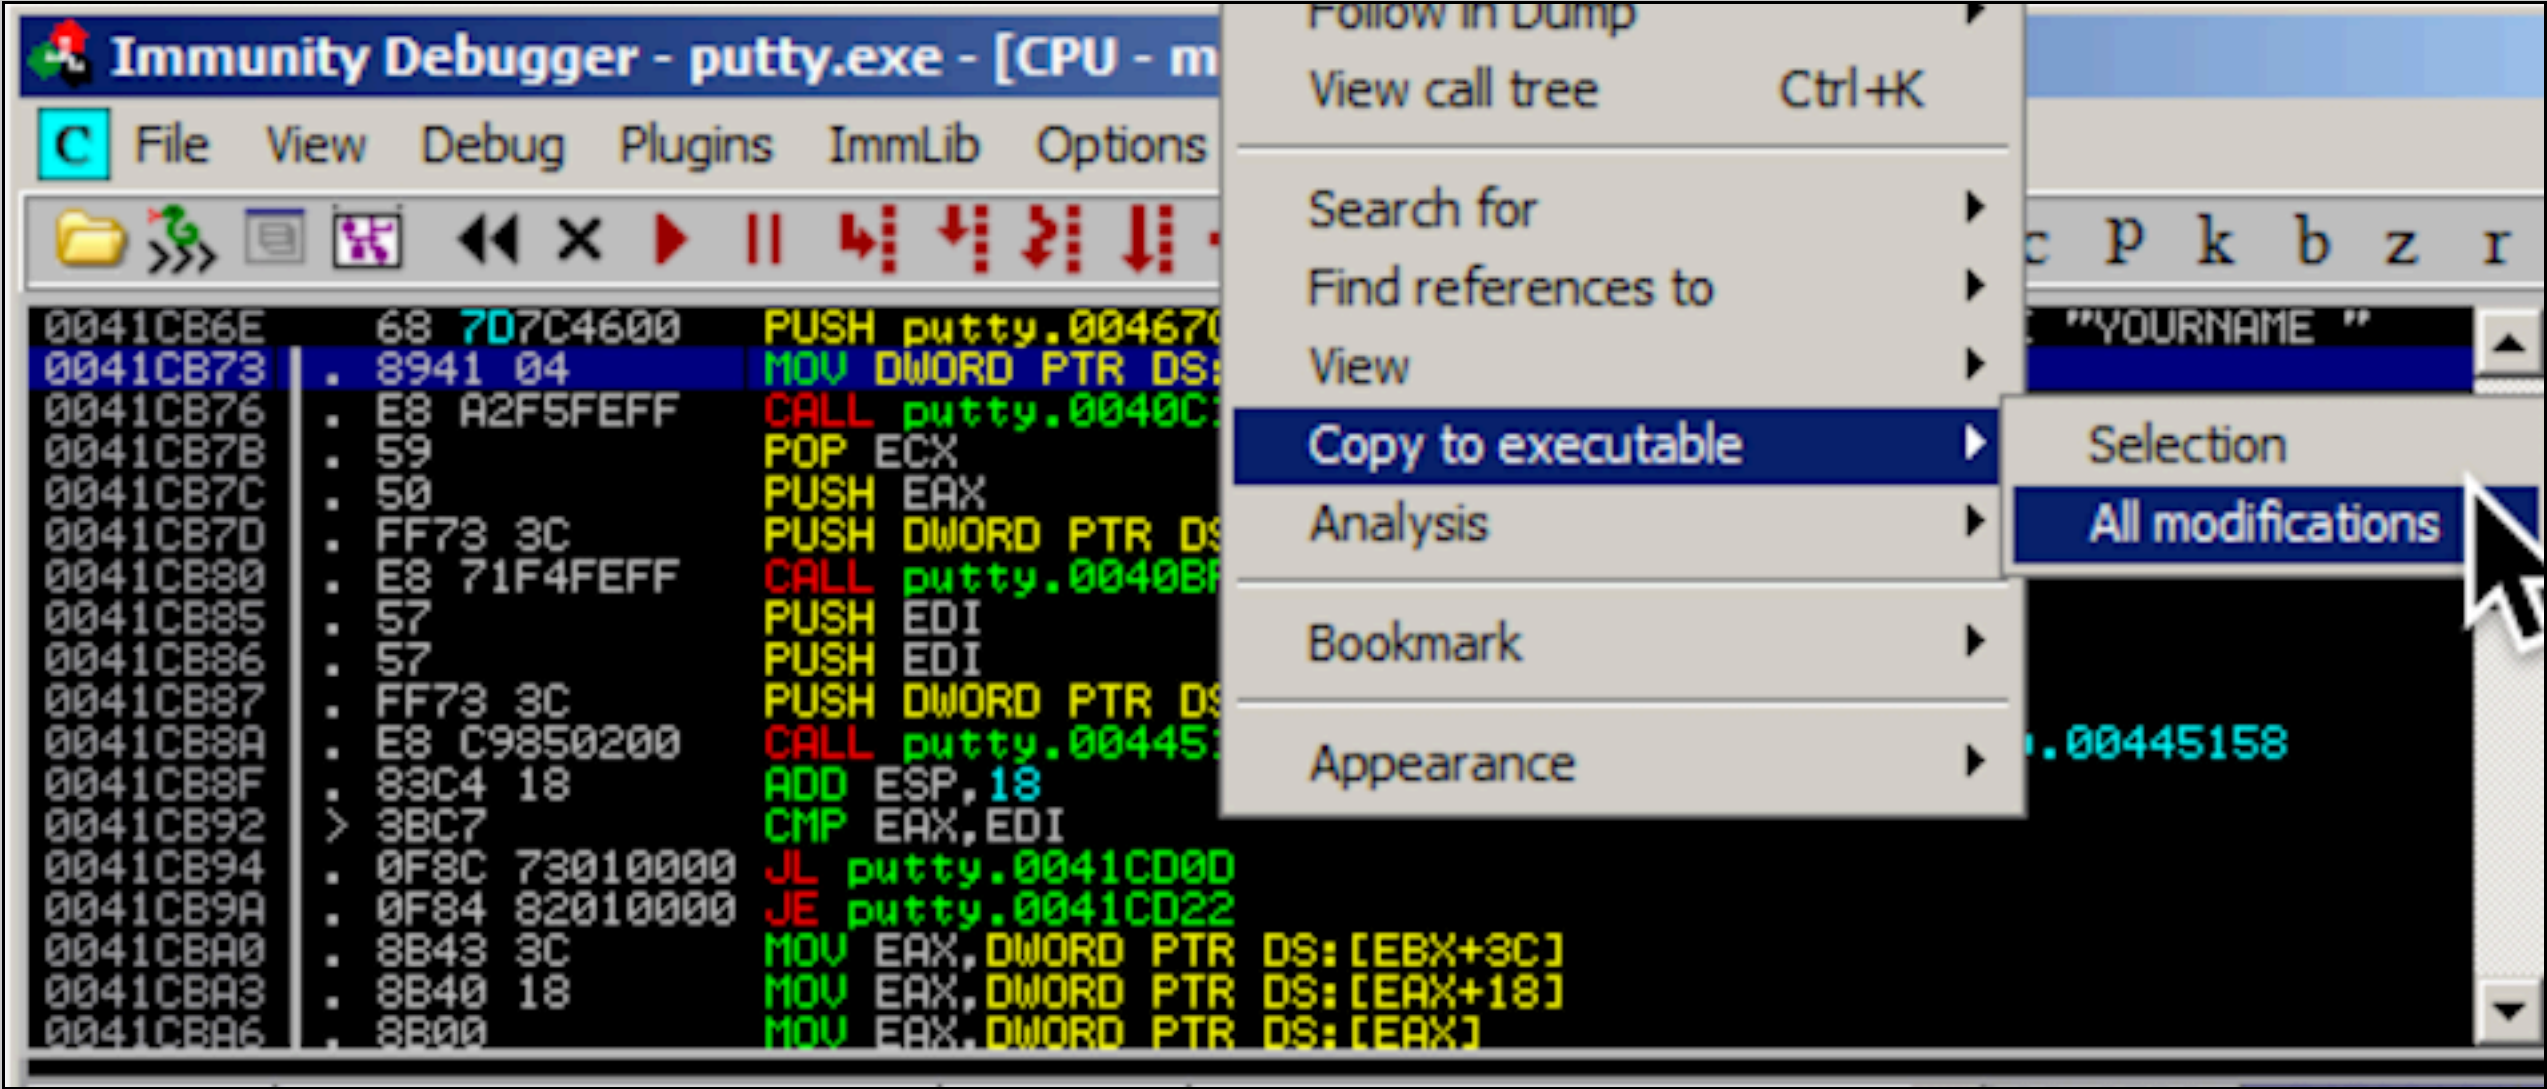 Immunity Debugger - putty.exe - [CPU - m
C File View Debug Plugins ImmLib Options
c p k b z r
Follow in Dump
View call tree Ctrl+K
Search for
Find references to
View
Copy to executable
Analysis
Bookmark
Appearance
Selection
All modifications
0041CB6E 68 7D7C4600 PUSH putty.00467C "YOURNAME "
0041CB73 . 8941 04 MOV DWORD PTR DS:
0041CB76 . E8 A2F5FEFF CALL putty.0040C1
0041CB7B . 59 POP ECX
0041CB7C . 50 PUSH EAX
0041CB7D . FF73 3C PUSH DWORD PTR DS
0041CB80 . E8 71F4FEFF CALL putty.0040BF
0041CB85 . 57 PUSH EDI
0041CB86 . 57 PUSH EDI
0041CB87 . FF73 3C PUSH DWORD PTR DS
0041CB8A . E8 C9850200 CALL putty.004451 .00445158
0041CB8F . 83C4 18 ADD ESP,18
0041CB92 > 3BC7 CMP EAX,EDI
0041CB94 . 0F8C 73010000 JL putty.0041CD0D
0041CB9A . 0F84 82010000 JE putty.0041CD22
0041CBA0 . 8B43 3C MOV EAX,DWORD PTR DS:[EBX+3C]
0041CBA3 . 8B40 18 MOV EAX,DWORD PTR DS:[EAX+18]
0041CBA6 . 8B00 MOV EAX,DWORD PTR DS:[EAX]